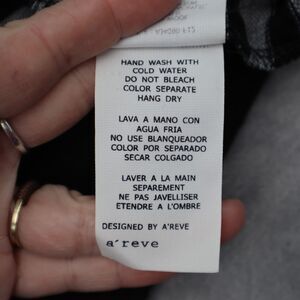 HAND WASH WITH
COLD WATER
DO NOT BLEACH
COLOR SEPARATE
HANG DRY
LAVA A MANO CON
AGUA FRIA
NO USE BLANQUEADOR
COLOR POR SEPARADO
SECAR COLGADO
LAVER A LA MAIN
SEPAREMENT
NE PAS JAVELLISER
ETENDRE A L'OMBRE
DESIGNED BY A'REVE
a'reve